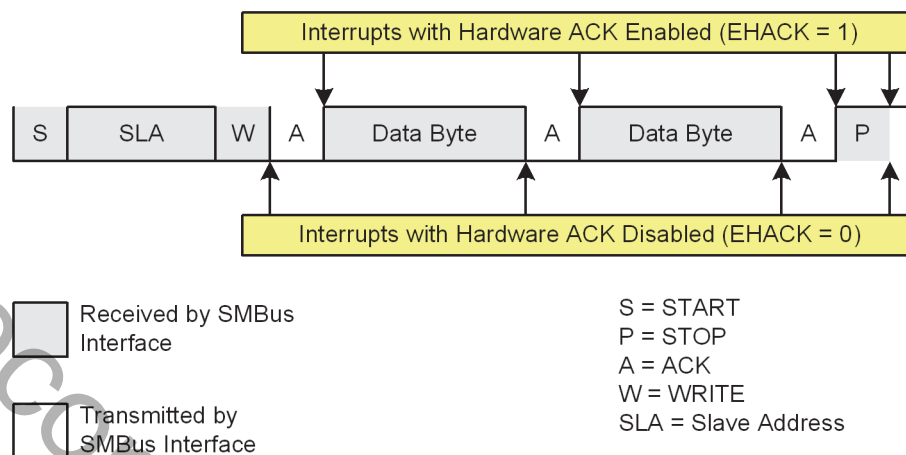 Interrupts with Hardware ACK Enabled (EHACK = 1)
S SLA W A Data Byte A Data Byte A P
Interrupts with Hardware ACK Disabled (EHACK = 0)
Received by SMBus
Interface
Transmitted by
SMBus Interface
S = START
P = STOP
A = ACK
W = WRITE
SLA = Slave Address